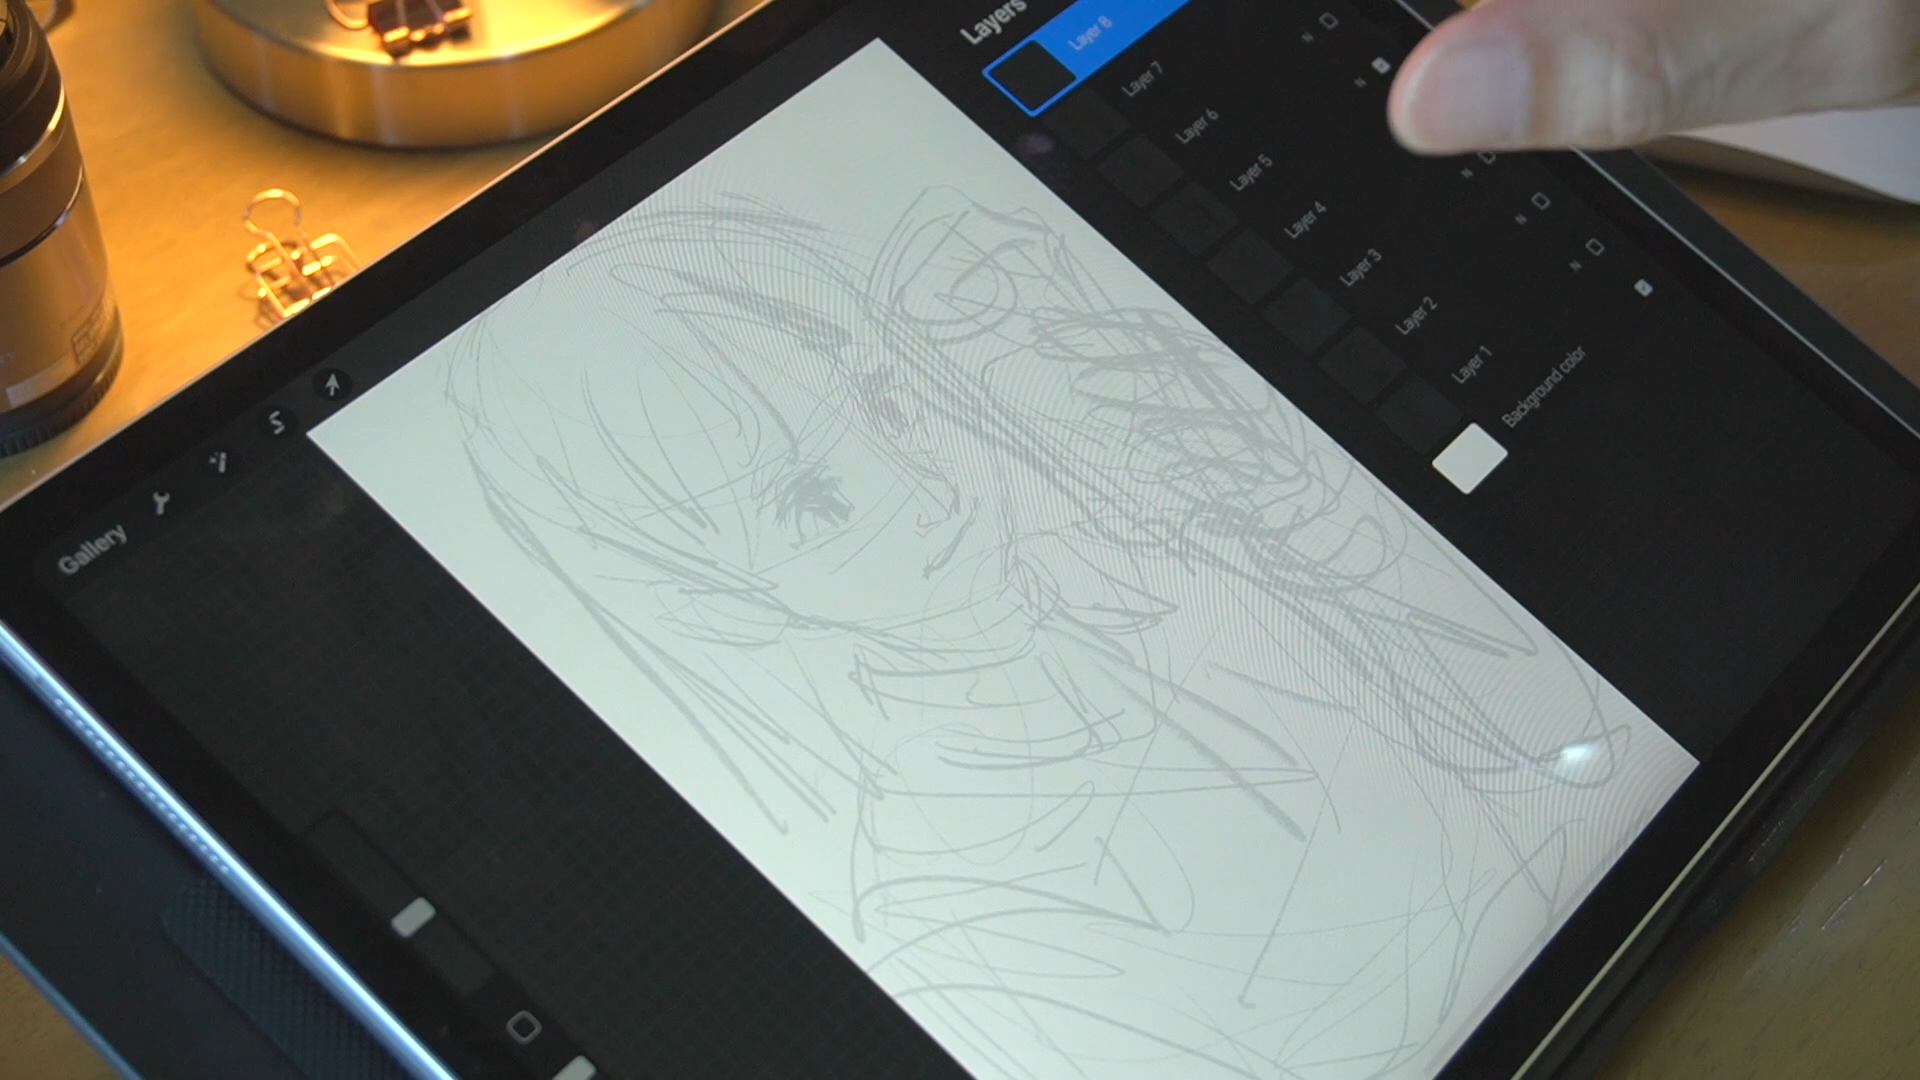 Gallery
Layers
Layer 8
Layer 7
N
Layer 6
N
Layer 5
Layer 4
N
Layer 3
N
Layer 2
N
Layer 1
Background color